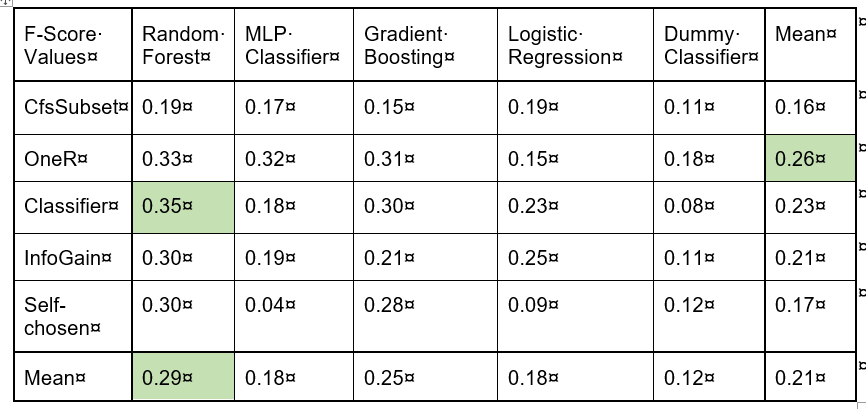 F-Score· Random· MLP· Gradient· Logistic· Dummy· Mean¤
Values¤ Forest¤ Classifier¤ Boosting¤ Regression¤ Classifier¤
CfsSubset¤ 0.19¤ 0.17¤ 0.15¤ 0.19¤ 0.11¤ 0.16¤
OneR¤ 0.33¤ 0.32¤ 0.31¤ 0.15¤ 0.18¤ 0.26¤
Classifier¤ 0.35¤ 0.18¤ 0.30¤ 0.23¤ 0.08¤ 0.23¤
InfoGain¤ 0.30¤ 0.19¤ 0.21¤ 0.25¤ 0.11¤ 0.21¤
Self- 0.30¤ 0.04¤ 0.28¤ 0.09¤ 0.12¤ 0.17¤
chosen¤
Mean¤ 0.29¤ 0.18¤ 0.25¤ 0.18¤ 0.12¤ 0.21¤